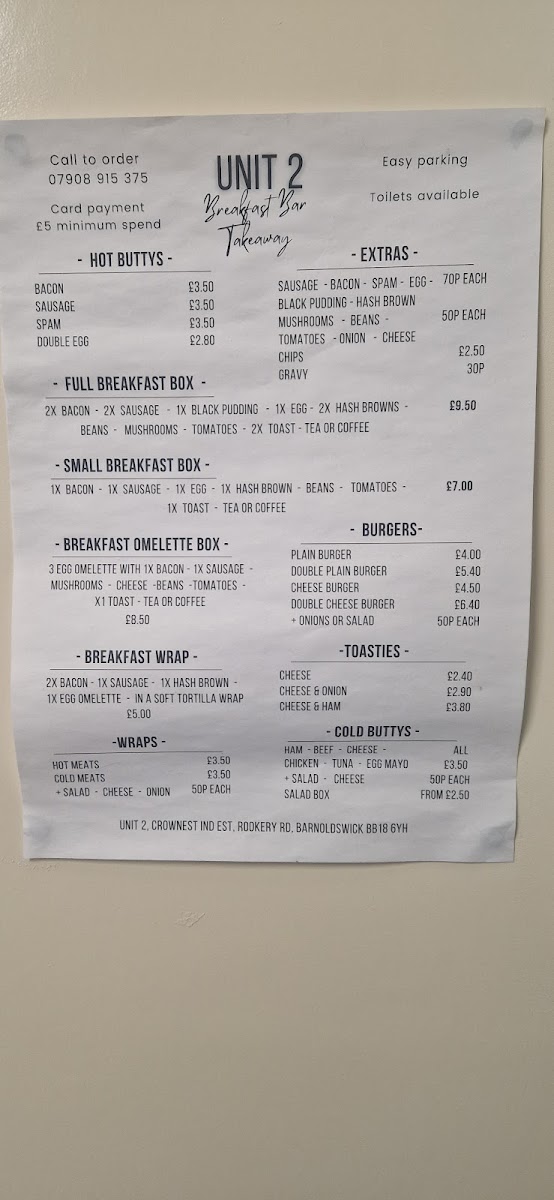 Call to order
07908 915 375
Card payment
£5 minimum spend
UNIT 2
Breakfast Bar
Takeaway
Easy parking
Toilets available
- HOT BUTTYS -
BACON £3.50
SAUSAGE £3.50
SPAM £3.50
DOUBLE EGG £2.80
- EXTRAS -
SAUSAGE - BACON - SPAM - EGG - 70P EACH
BLACK PUDDING - HASH BROWN
MUSHROOMS - BEANS - 50P EACH
TOMATOES - ONION - CHEESE
CHIPS £2.50
GRAVY 30P
- FULL BREAKFAST BOX -
2X BACON - 2X SAUSAGE - 1X BLACK PUDDING - 1X EGG - 2X HASH BROWNS - £9.50
BEANS - MUSHROOMS - TOMATOES - 2X TOAST - TEA OR COFFEE
- SMALL BREAKFAST BOX -
1X BACON - 1X SAUSAGE - 1X EGG - 1X HASH BROWN - BEANS - TOMATOES - £7.00
1X TOAST - TEA OR COFFEE
- BREAKFAST OMELETTE BOX -
3 EGG OMELETTE WITH 1X BACON - 1X SAUSAGE -
MUSHROOMS - CHEESE -BEANS -TOMATOES -
X1 TOAST - TEA OR COFFEE
£8.50
- BURGERS-
PLAIN BURGER £4.00
DOUBLE PLAIN BURGER £5.40
CHEESE BURGER £4.50
DOUBLE CHEESE BURGER £6.40
+ ONIONS OR SALAD 50P EACH
- BREAKFAST WRAP -
2X BACON - 1X SAUSAGE - 1X HASH BROWN -
1X EGG OMELETTE - IN A SOFT TORTILLA WRAP
£5.00
-TOASTIES -
CHEESE £2.40
CHEESE & ONION £2.90
CHEESE & HAM £3.80
-WRAPS -
HOT MEATS £3.50
COLD MEATS £3.50
+ SALAD - CHEESE - ONION 50P EACH
- COLD BUTTYS -
HAM - BEEF - CHEESE - ALL
CHICKEN - TUNA - EGG MAYO £3.50
+ SALAD - CHEESE 50P EACH
SALAD BOX FROM £2.50
UNIT 2, CROWNEST IND EST, ROOKERY RD, BARNOLDSWICK BB18 6YH